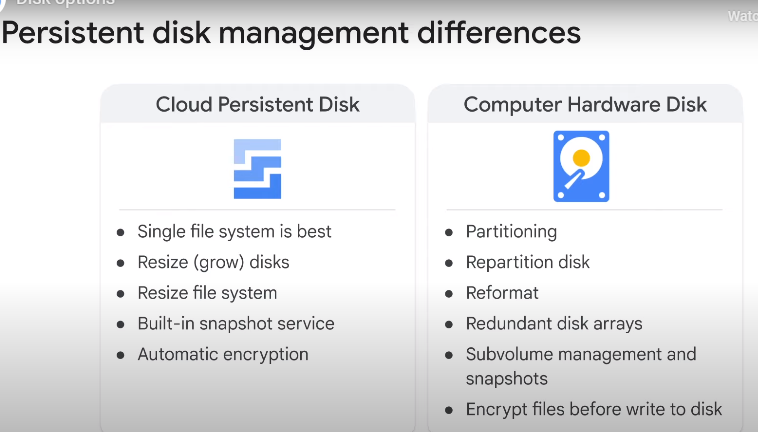 Disk options
Watc
Persistent disk management differences
Cloud Persistent Disk
Single file system is best
Resize (grow) disks
Resize file system
Built-in snapshot service
Automatic encryption
Computer Hardware Disk
Partitioning
Repartition disk
Reformat
Redundant disk arrays
Subvolume management and
snapshots
Encrypt files before write to disk